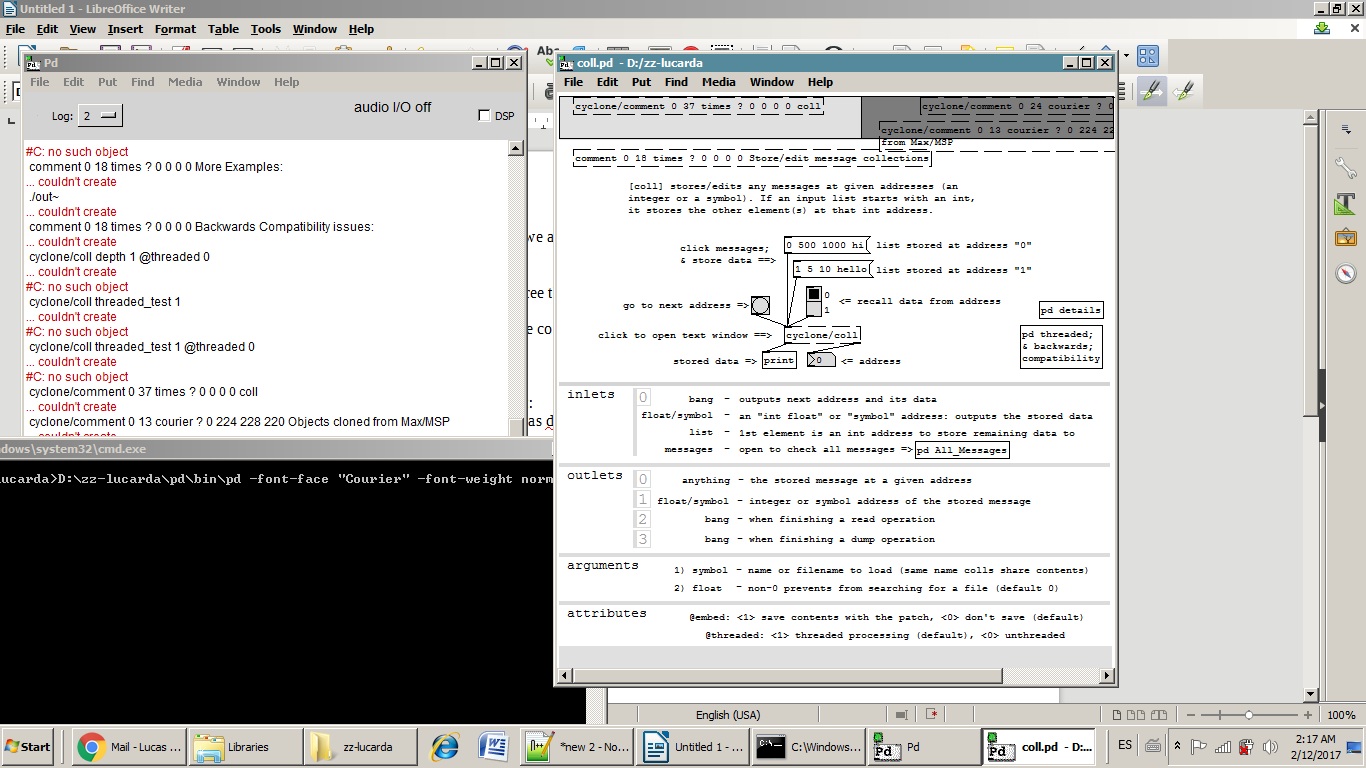 Untitled 1 - LibreOffice Writer
File Edit View Insert Format Table Tools Window Help
Abc
Pd
File Edit Put Find Media Window Help
audio I/O off
Log: 2
DSP
#C: no such object
comment 0 18 times ? 0 0 0 0 More Examples:
... couldn't create
./out~
... couldn't create
comment 0 18 times ? 0 0 0 0 Backwards Compatibility issues:
... couldn't create
cyclone/coll depth 1 @threaded 0
... couldn't create
#C: no such object
cyclone/coll threaded_test 1
... couldn't create
#C: no such object
cyclone/coll threaded_test 1 @threaded 0
... couldn't create
#C: no such object
cyclone/comment 0 37 times ? 0 0 0 0 coll
... couldn't create
cyclone/comment 0 13 courier ? 0 224 228 220 Objects cloned from Max/MSP
... couldn't create
ndows\system32\cmd.exe
ucarda>D:\zz-lucarda\pd\bin\pd -font-face "Courier" -font-weight norm
coll.pd - D:/zz-lucarda
File Edit Put Find Media Window Help
cyclone/comment 0 37 times ? 0 0 0 0 coll
cyclone/comment 0 24 courier ? 0
cyclone/comment 0 13 courier ? 0 224 22
from Max/MSP
comment 0 18 times ? 0 0 0 0 Store/edit message collections
[coll] stores/edits any messages at given addresses (an
integer or a symbol). If an input list starts with an int,
it stores the other element(s) at that int address.
click messages;
& store data ==>
0 500 1000 hi
list stored at address "0"
1 5 10 hello
list stored at address "1"
go to next address =>
0
1
<= recall data from address
pd details
click to open text window ==>
cyclone/coll
pd threaded;
& backwards;
compatibility
stored data =>
print
0
<= address
inlets
0
bang - outputs next address and its data
float/symbol - an "int float" or "symbol" address: outputs the stored data
list - 1st element is an int address to store remaining data to
messages - open to check all messages =>
pd All_Messages
outlets
0 anything - the stored message at a given address
1 float/symbol - integer or symbol address of the stored message
2 bang - when finishing a read operation
3 bang - when finishing a dump operation
arguments
1) symbol - name or filename to load (same name colls share contents)
2) float - non-0 prevents from searching for a file (default 0)
attributes
@embed: <1> save contents with the patch, <0> don't save (default)
@threaded: <1> threaded processing (default), <0> unthreaded
English (USA)
100%
Start
Mail - Lucas ...
Libraries
zz-lucarda
*new 2 - No...
Untitled 1 - ...
C:\Windows...
Pd
coll.pd - D:...
ES
2:17 AM
2/12/2017